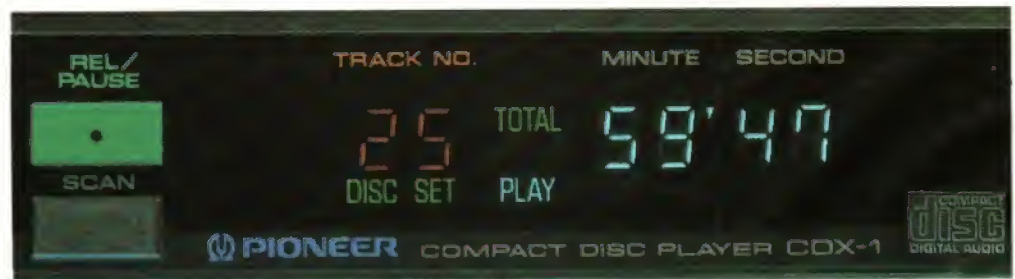 REL/
PAUSE
TRACK NO.
MINUTE SECOND
25
TOTAL
59'47
SCAN
DISC SET
PLAY
PIONEER COMPACT DISC PLAYER CDX-1
COMPACT
disc
DIGITAL AUDIO